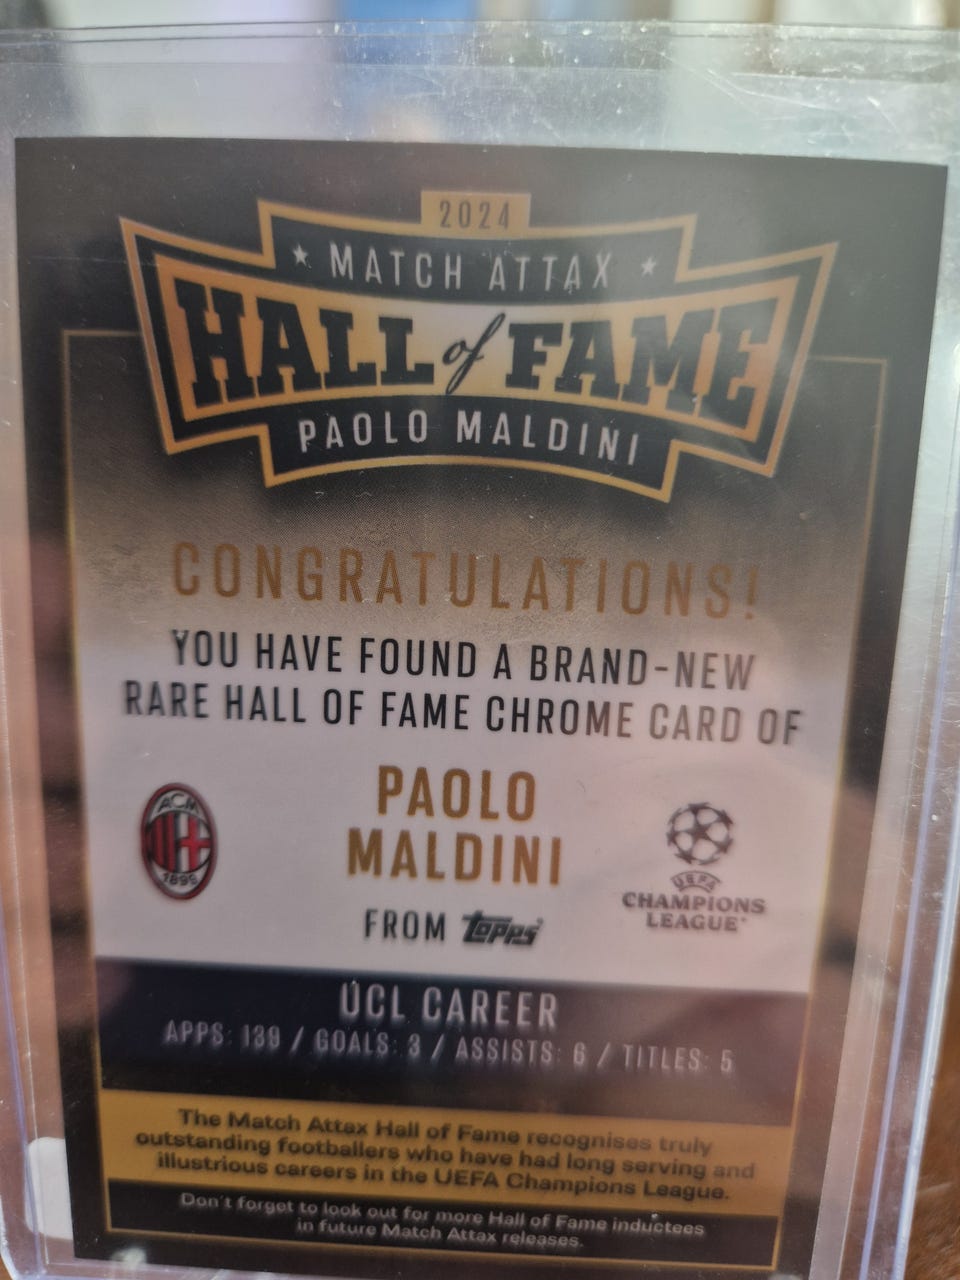 2024
MATCH ATTAX
HALL of FAME
PAOLO MALDINI
CONGRATULATIONS!
YOU HAVE FOUND A BRAND-NEW
RARE HALL OF FAME CHROME CARD OF
PAOLO
MALDINI
ACM
1899
UEFA
CHAMPIONS
LEAGUE
FROM Topps
UCL CAREER
APPS: 139 / GOALS: 3 / ASSISTS: 6 / TITLES: 5
The Match Attax Hall of Fame recognises truly
outstanding footballers who have had long serving and
illustrious careers in the UEFA Champions League.
Don't forget to look out for more Hall of Fame inductees
in future Match Attax releases.